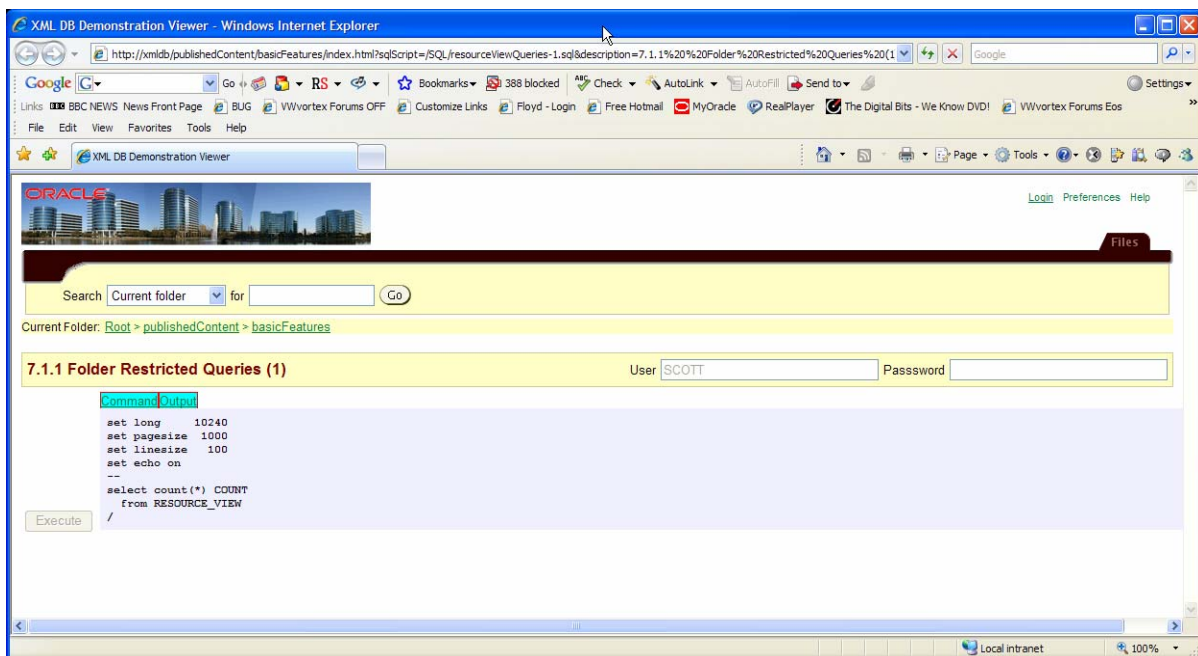 XML DB Demonstration Viewer - Windows Internet Explorer
http://xmldb/publishedContent/basicFeatures/index.html?sqlScript=/SQL/resourceViewQueries-1.sql&description=7.1.1%20%20Folder%20Restricted%20Queries%20(1
Google
Google G Go RS Bookmarks 388 blocked ABC Check AutoLink AutoFill Send to Settings
Links BBC NEWS News Front Page BUG VWvortex Forums OFF Customize Links Floyd - Login Free Hotmail MyOracle RealPlayer The Digital Bits - We Know DVD! VWvortex Forums Eos »
File Edit View Favorites Tools Help
XML DB Demonstration Viewer Page Tools
ORACLE
Login Preferences Help
Files
Search Current folder for Go
Current Folder: Root > publishedContent > basicFeatures
7.1.1 Folder Restricted Queries (1) User SCOTT Passsword
Command Output
set long 10240
set pagesize 1000
set linesize 100
set echo on
--
select count(*) COUNT
from RESOURCE_VIEW
/
Execute
Local intranet 100%